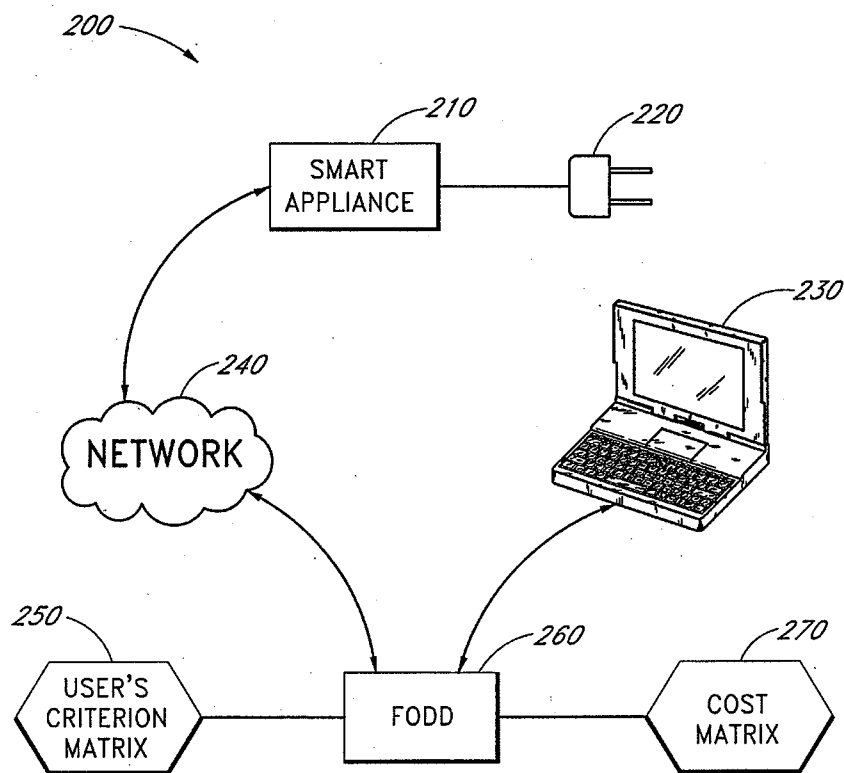 200
210
220
SMART
APPLIANCE
230
240
NETWORK
250
260
270
USER'S
CRITERION
MATRIX
FODD
COST
MATRIX